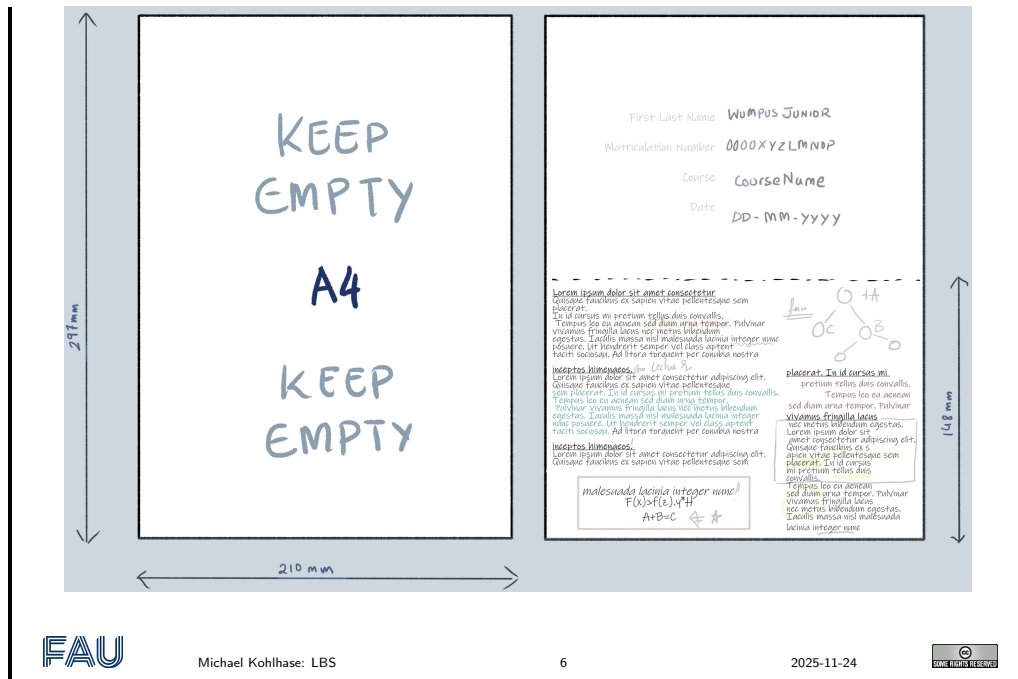 KEEP
EMPTY
A4
KEEP
EMPTY
297mm
210 mm
First Last Name WUMPUS JUNIOR
Matriculation Number 0000XYZLMNOP
Course CourseName
Date DD-MM-YYYY
148 mm
Lorem ipsum dolor sit amet consectetur
Quisque faucibus ex sapien vitae pellentesque sem
placerat.
In id cursus mi pretium tellus duis convallis.
Tempus leo eu aenean sed diam urna tempor. Pulvinar
vivamus fringilla lacus nec metus bibendum
egestas. Iaculis massa nisl malesuada lacinia integer nunc
posuere. Ut hendrerit semper vel class aptent
taciti sociosqu. Ad litora torquent per conubia nostra
inceptos himenaeos.
Lorem ipsum dolor sit amet consectetur adipiscing elit.
Quisque faucibus ex sapien vitae pellentesque
sem placerat. In id cursus mi pretium tellus duis convallis.
Tempus leo eu aenean sed diam urna tempor.
Pulvinar vivamus fringilla lacus nec metus bibendum
egestas. Iaculis massa nisl malesuada lacinia integer
nunc posuere. Ut hendrerit semper vel class aptent
taciti sociosqu. Ad litora torquent per conubia nostra
inceptos himenaeos.
Lorem ipsum dolor sit amet consectetur adipiscing elit.
Quisque faucibus ex sapien vitae pellentesque sem
malesuada lacinia integer nunc
F(x)>f(z).y*H
A+B=C
+A
C
B
placerat. In id cursus mi
pretium tellus duis convallis.
Tempus leo eu aenean
sed diam urna tempor. Pulvinar
vivamus fringilla lacus
nec metus bibendum egestas.
Lorem ipsum dolor sit
amet consectetur adipiscing elit.
Quisque faucibus ex s
apien vitae pellentesque sem
placerat. In id cursus
mi pretium tellus duis
convallis.
Tempus leo eu aenean
sed diam urna tempor. Pulvinar
vivamus fringilla lacus
nec metus bibendum egestas.
Iaculis massa nisl malesuada
lacinia integer nunc
FAU
Michael Kohlhase: LBS
6
2025-11-24
cc
SOME RIGHTS RESERVED